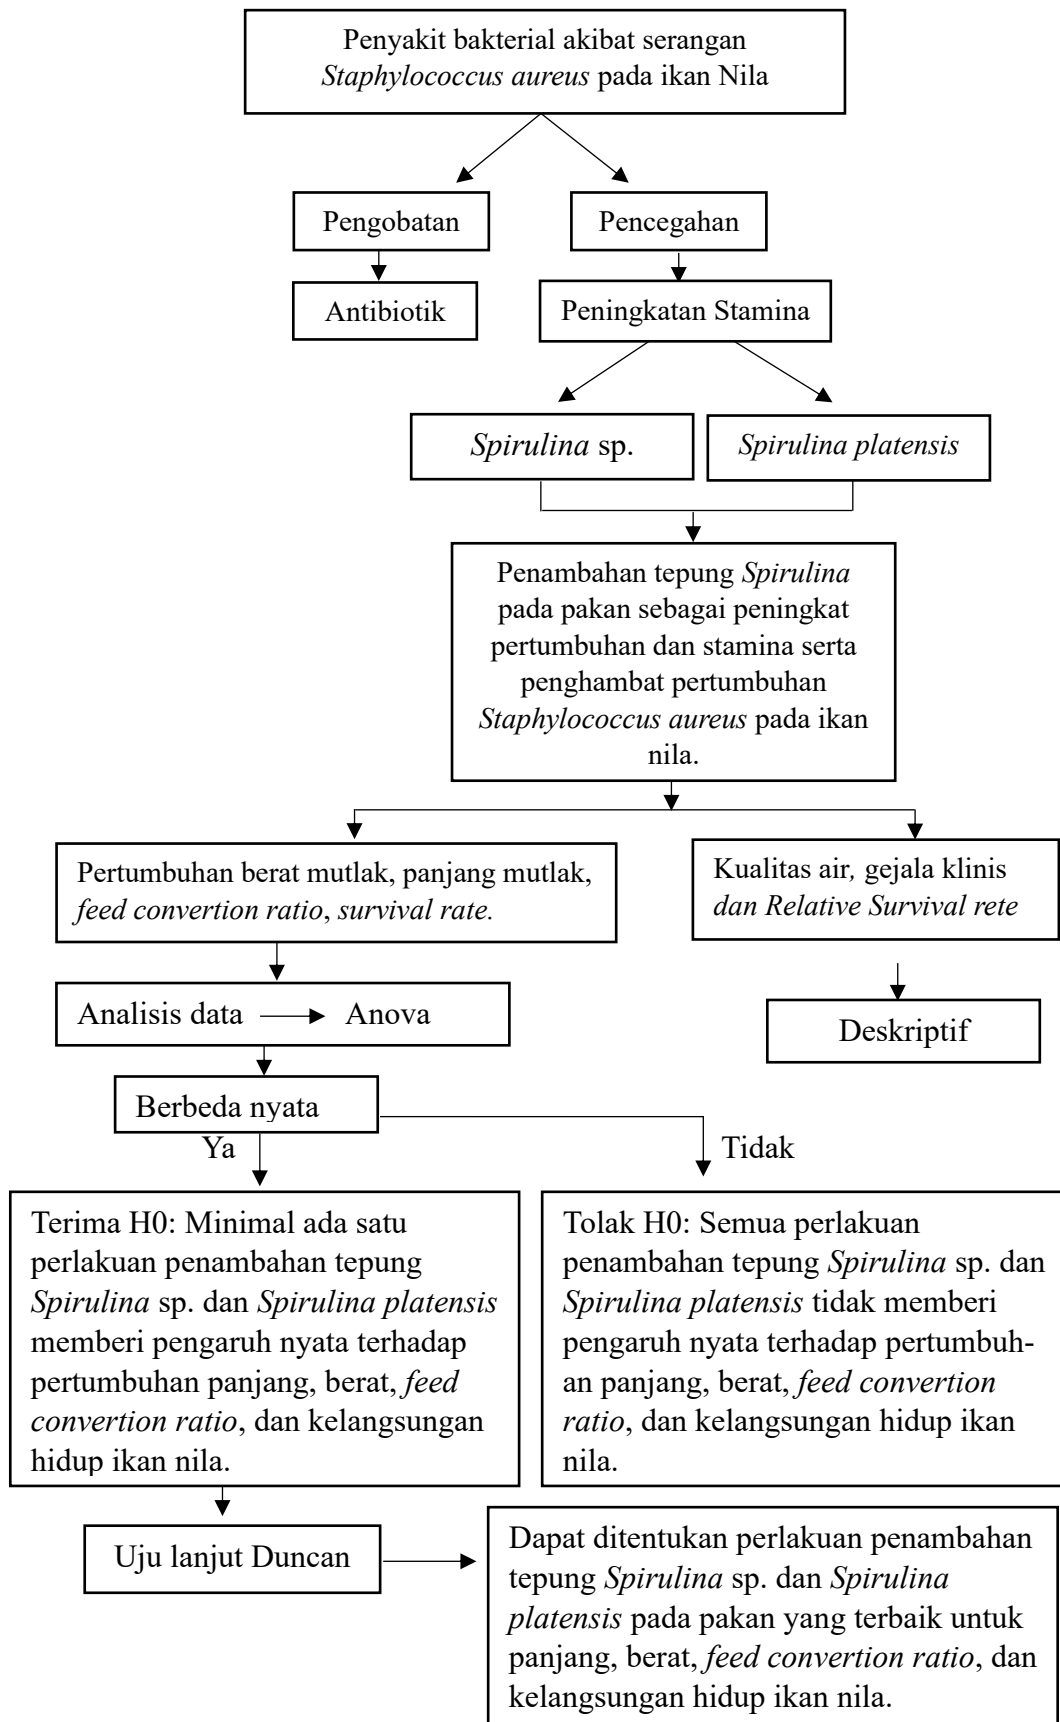 Penyakit bakterial akibat serangan
Staphylococcus aureus pada ikan Nila
Pengobatan
Pencegahan
Antibiotik
Peningkatan Stamina
Spirulina sp.
Spirulina platensis
Penambahan tepung Spirulina
pada pakan sebagai peningkat
pertumbuhan dan stamina serta
penghambat pertumbuhan
Staphylococcus aureus pada ikan
nila.
Pertumbuhan berat mutlak, panjang mutlak,
feed convertion ratio, survival rate.
Kualitas air, gejala klinis
dan Relative Survival rete
Analisis data
Anova
Deskriptif
Berbeda nyata
Ya
Tidak
Terima H0: Minimal ada satu
perlakuan penambahan tepung
Spirulina sp. dan Spirulina platensis
memberi pengaruh nyata terhadap
pertumbuhan panjang, berat, feed
convertion ratio, dan kelangsungan
hidup ikan nila.
Tolak H0: Semua perlakuan
penambahan tepung Spirulina sp. dan
Spirulina platensis tidak memberi
pengaruh nyata terhadap pertumbuh-
an panjang, berat, feed convertion
ratio, dan kelangsungan hidup ikan
nila.
Uju lanjut Duncan
Dapat ditentukan perlakuan penambahan
tepung Spirulina sp. dan Spirulina
platensis pada pakan yang terbaik untuk
panjang, berat, feed convertion ratio, dan
kelangsungan hidup ikan nila.